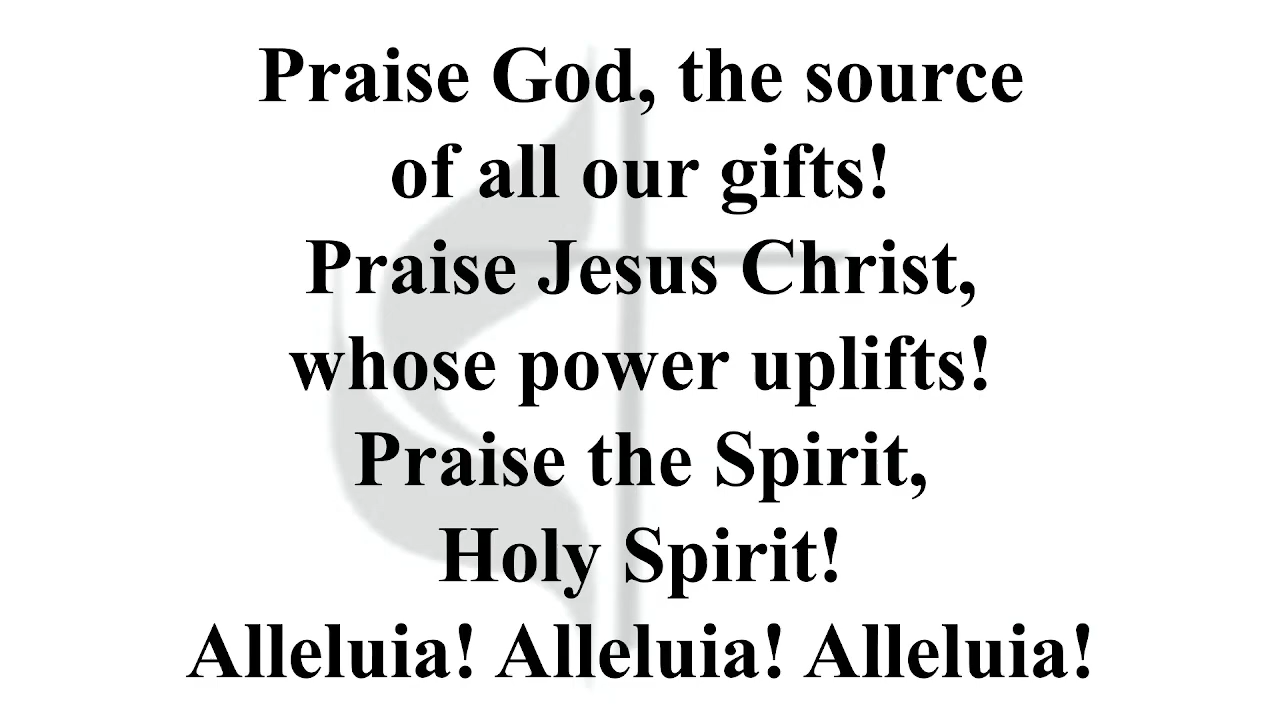 Praise God, the source
of all our gifts!
Praise Jesus Christ,
whose power uplifts!
Praise the Spirit,
Holy Spirit!
Alleluia! Alleluia! Alleluia!